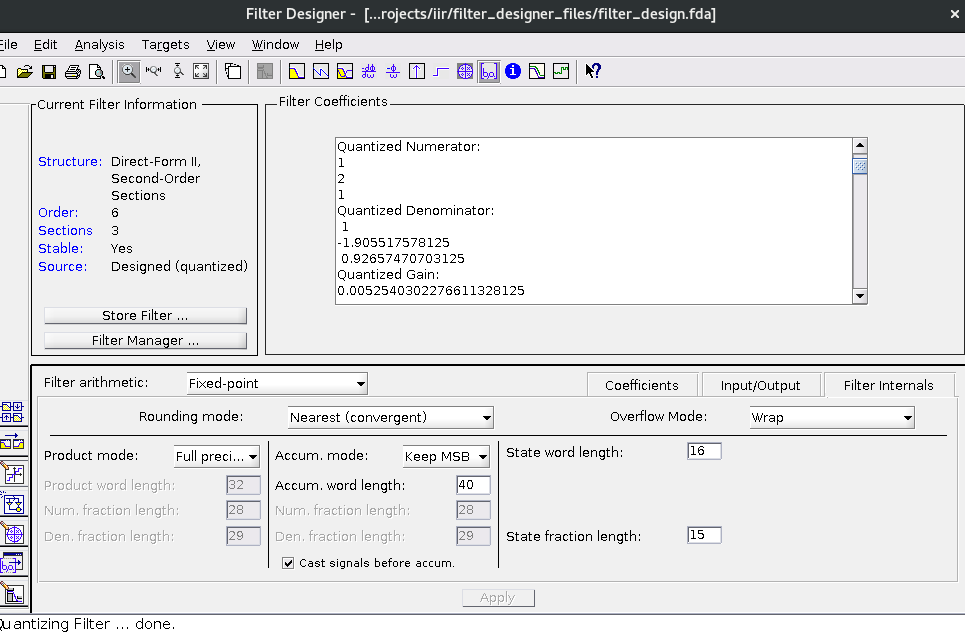 Filter Designer - [...rojects/iir/filter_designer_files/filter_design.fda]
File Edit Analysis Targets View Window Help
Current Filter Information
Structure: Direct-Form II,
Second-Order
Sections
Order: 6
Sections 3
Stable: Yes
Source: Designed (quantized)
Store Filter ...
Filter Manager ...
Filter Coefficients
Quantized Numerator:
1
2
1
Quantized Denominator:
1
-1.905517578125
0.92657470703125
Quantized Gain:
0.0052540302276611328125
Filter arithmetic: Fixed-point
Coefficients Input/Output Filter Internals
Rounding mode: Nearest (convergent) Overflow Mode: Wrap
Product mode: Full preci... Accum. mode: Keep MSB State word length: 16
Product word length: 32 Accum. word length: 40
Num. fraction length: 28 Num. fraction length: 28
Den. fraction length: 29 Den. fraction length: 29 State fraction length: 15
Cast signals before accum.
Apply
Quantizing Filter ... done.